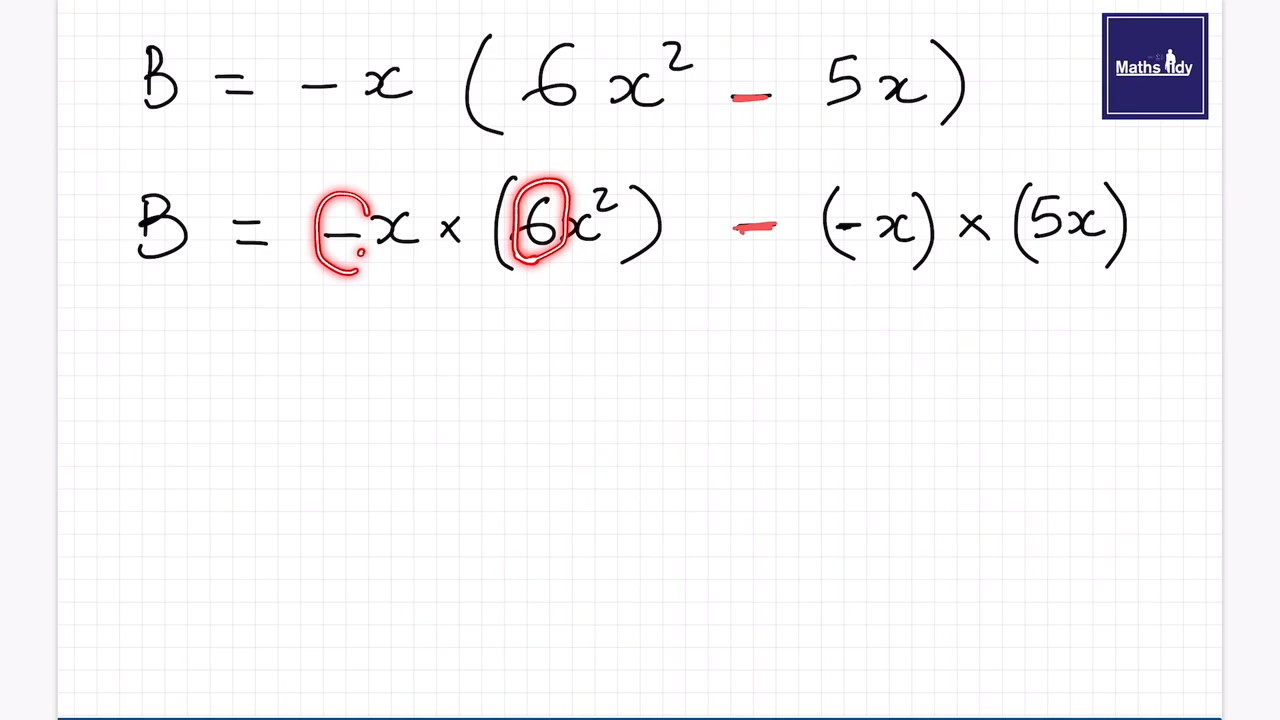 B = - x ( 6x² - 5x)
Maths
B = -x × (6x²) - (-x) × (5x)